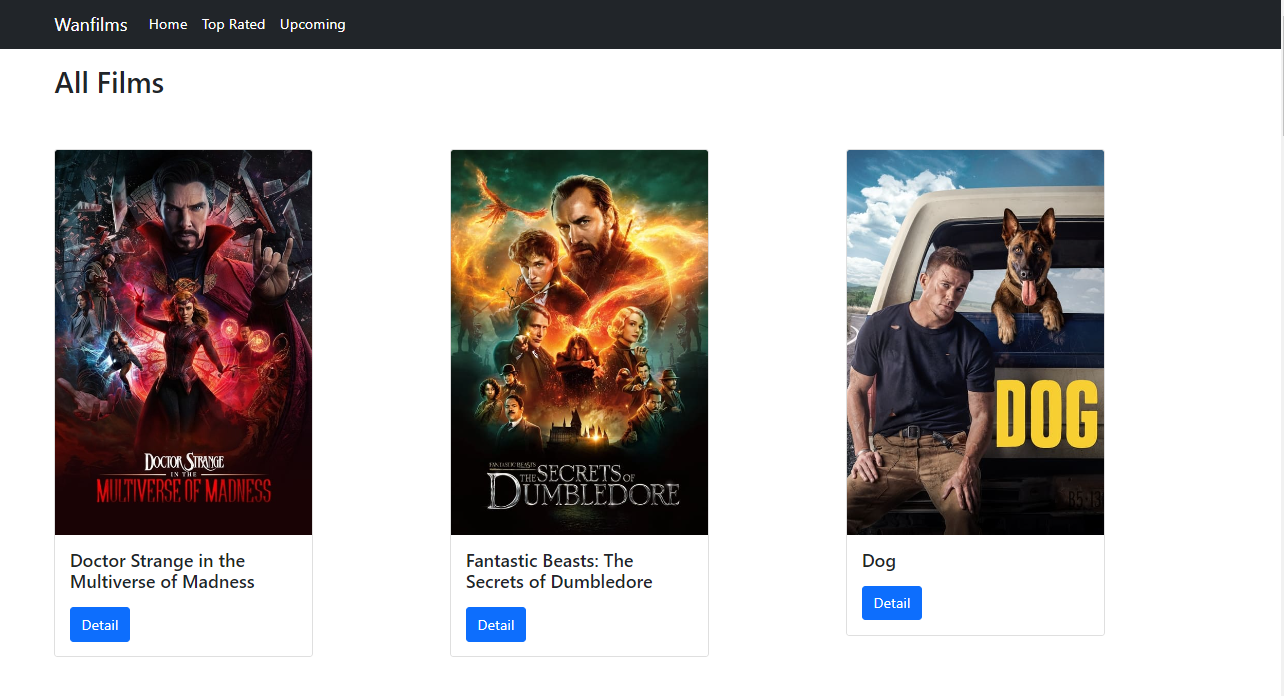 Wanfilms Home Top Rated Upcoming
All Films
DOCTOR STRANGE
IN THE
MULTIVERSE OF MADNESS
FANTASTIC BEASTS
THE SECRETS OF
DUMBLEDORE
DOG
Doctor Strange in the
Multiverse of Madness
Detail
Fantastic Beasts: The
Secrets of Dumbledore
Detail
Dog
Detail